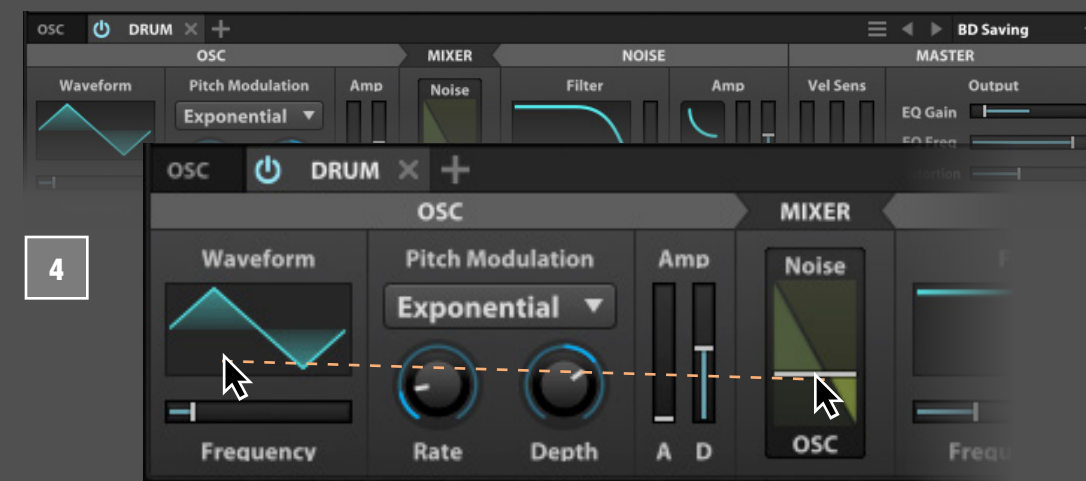 OSC DRUM BD Saving
OSC MIXER NOISE MASTER
Waveform Pitch Modulation Amp Noise Filter Amp Vel Sens Output
Exponential
EQ Gain
EQ Freq
OSC DRUM
OSC MIXER
4
Waveform Pitch Modulation Amp Noise
Exponential
Frequency Rate Depth A D OSC